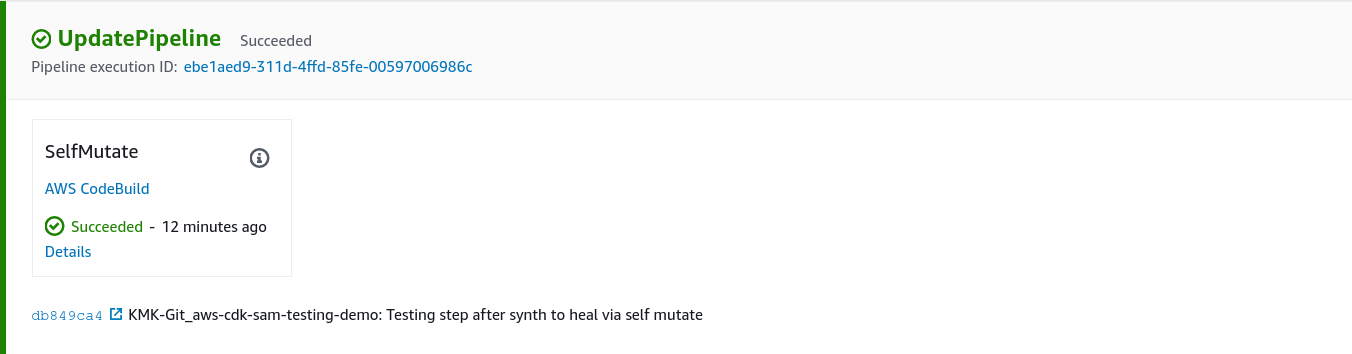 UpdatePipeline Succeeded
Pipeline execution ID: ebe1aed9-311d-4ffd-85fe-00597006986c
SelfMutate
AWS CodeBuild
Succeeded - 12 minutes ago
Details
db849ca4 KMK-Git_aws-cdk-sam-testing-demo: Testing step after synth to heal via self mutate